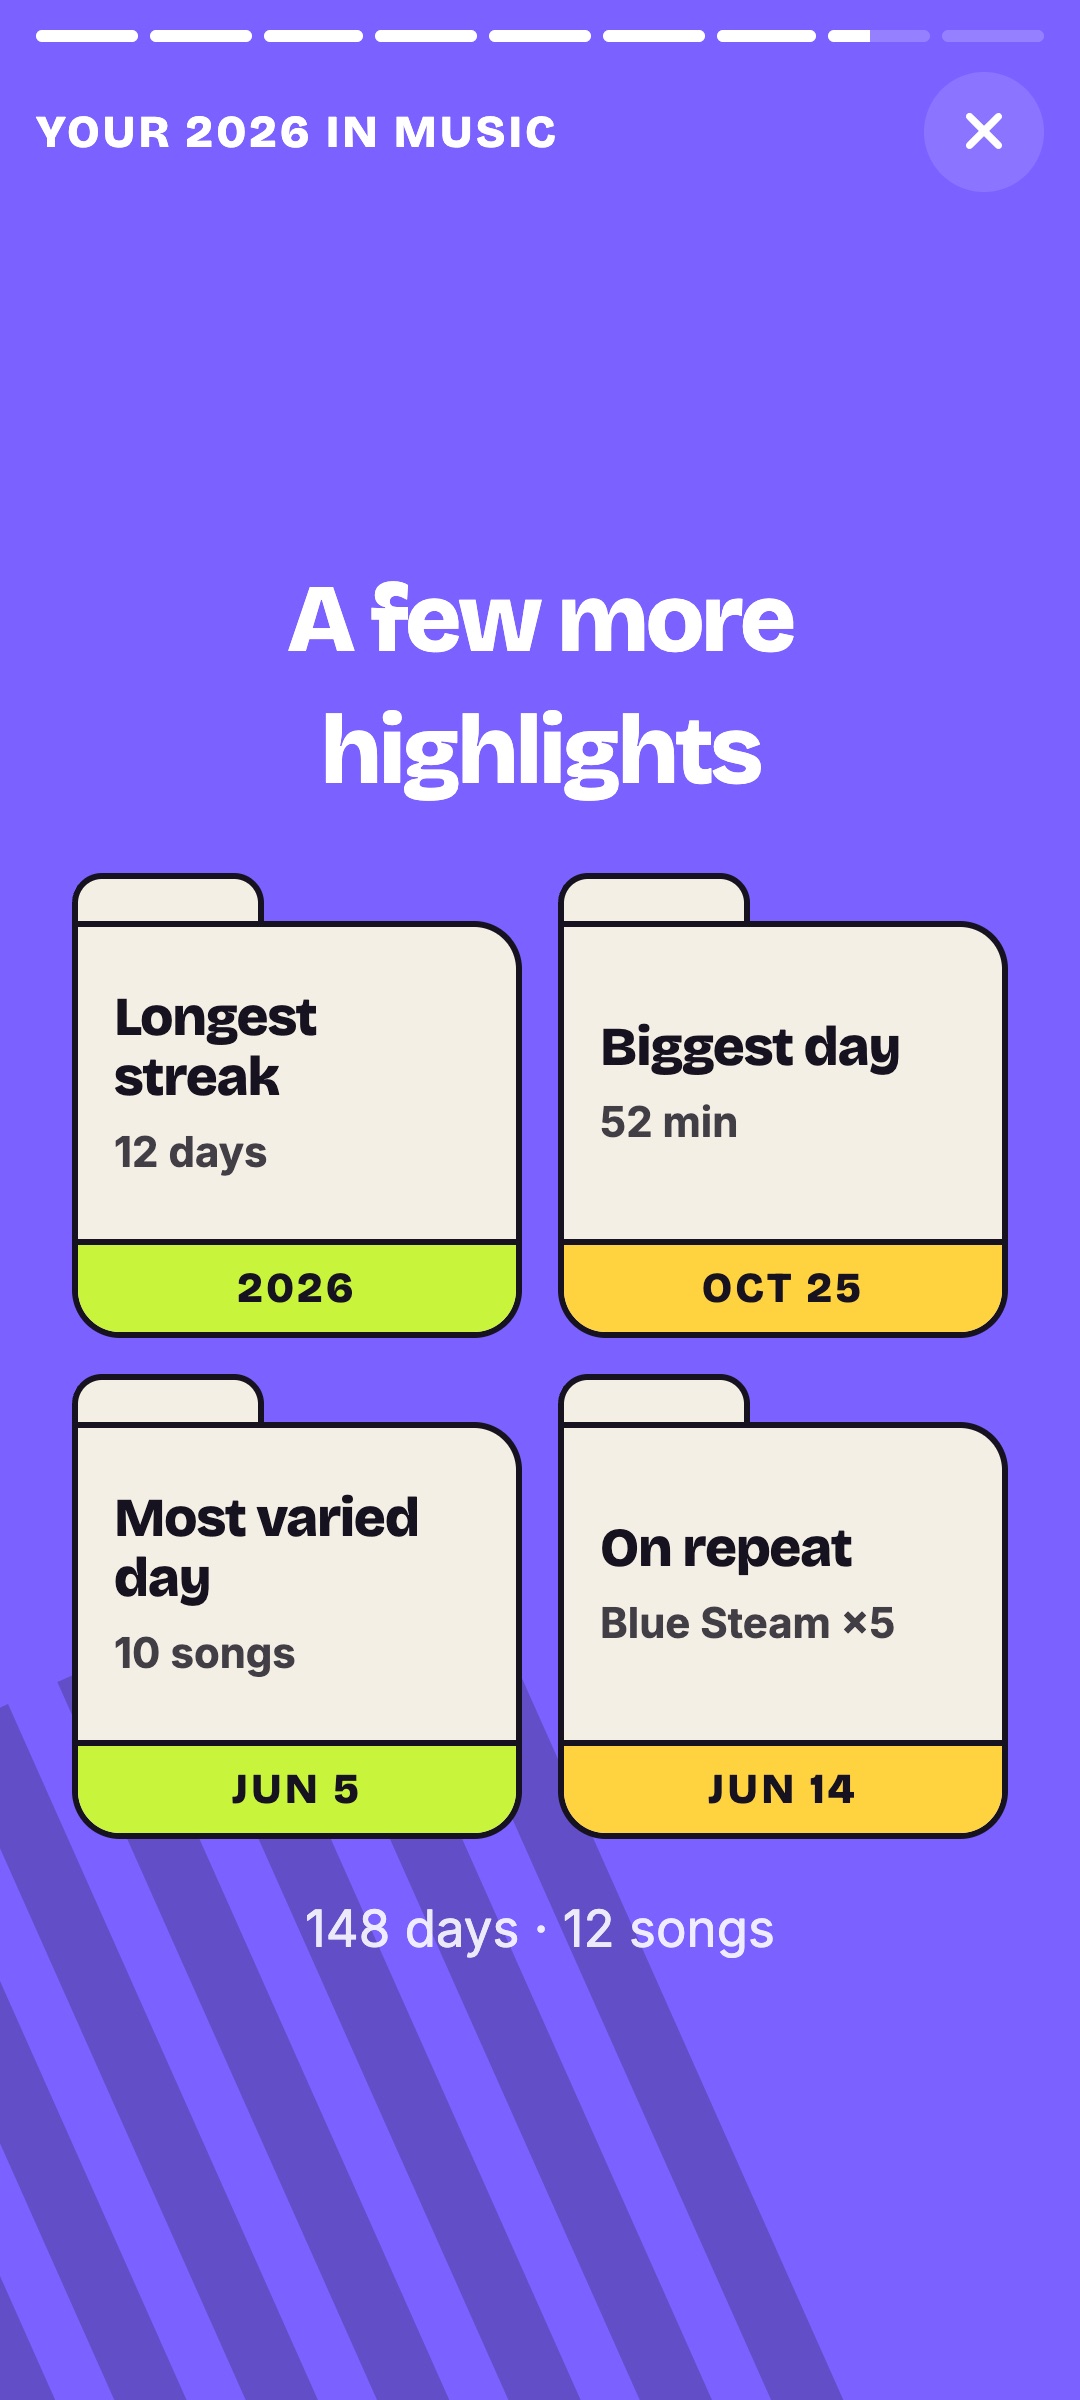 YOUR 2026 IN MUSIC
A few more
highlights
Longest
streak
12 days
2026
Biggest day
52 min
OCT 25
Most varied
day
10 songs
JUN 5
On repeat
Blue Steam ×5
JUN 14
148 days · 12 songs